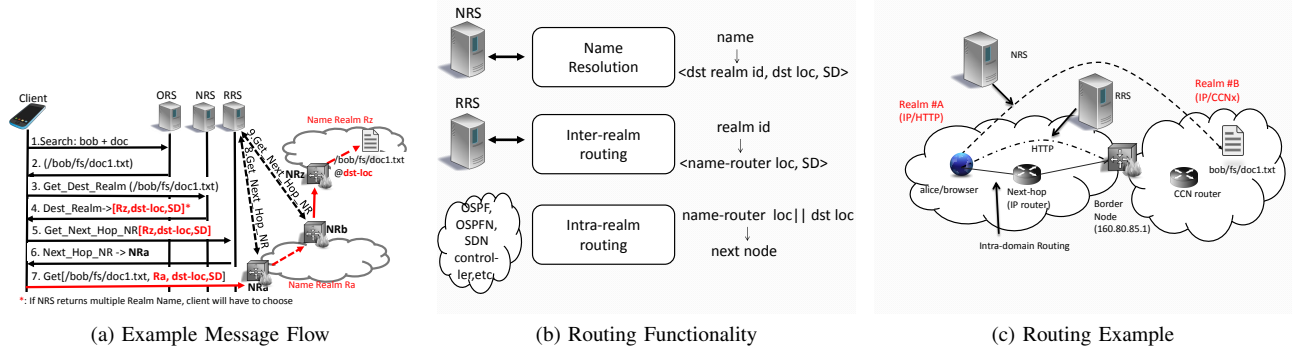 Client
ORS
NRS
RRS
1.Search: bob + doc
2. (/bob/fs/doc1.txt)
3. Get_Dest_Realm (/bob/fs/doc1.txt)
4. Dest_Realm->[Rz,dst-loc,SD]*
5. Get_Next_Hop_NR[Rz,dst-loc,SD]
6. Next_Hop_NR -> NRa
7. Get[/bob/fs/doc1.txt, Ra, dst-loc,SD]
8.Get_Next_Hop_NR
9.Get_Next_Hop_NR
Name Realm Rz
/bob/fs/doc1.txt
@dst-loc
NRz
NRb
NRa
Name Realm Ra
*: If NRS returns multiple Realm Name, client will have to choose
(a) Example Message Flow
NRS
Name
Resolution
name
↓
<dst realm id, dst loc, SD>
RRS
Inter-realm
routing
realm id
↓
<name-router loc, SD>
OSPF,
OSPFN,
SDN
control-
ler,etc
Intra-realm
routing
name-router loc|| dst loc
↓
next node
(b) Routing Functionality
NRS
Realm #A
(IP/HTTP)
RRS
Realm #B
(IP/CCNx)
HTTP
alice/browser
Next-hop
(IP router)
Border
Node
(160.80.85.1)
CCN router
bob/fs/doc1.txt
Intra-domain Routing
(c) Routing Example